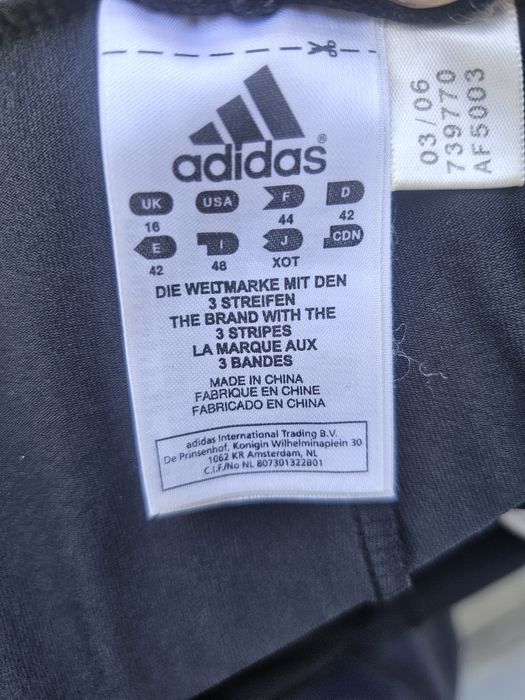 adidas®
UK USA F D
16 44 42
E I J CDN
42 48 XOT
DIE WELTMARKE MIT DEN
3 STREIFEN
THE BRAND WITH THE
3 STRIPES
LA MARQUE AUX
3 BANDES
MADE IN CHINA
FABRIQUE EN CHINE
FABRICADO EN CHINA
adidas International Trading B.V.
De Prinsenhof, Konigin Wilhelminaplein 30
1062 KR Amsterdam, NL
C.I.F./No NL 807301322B01
03/06
739770
AF5003